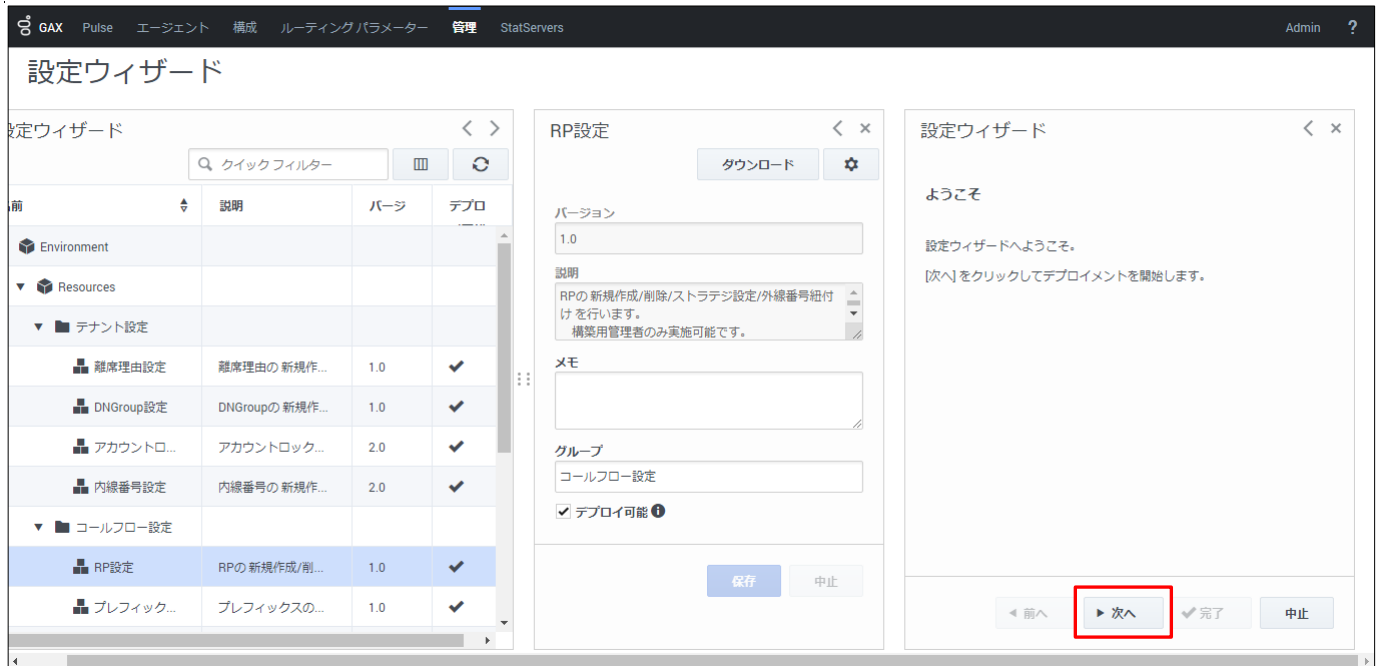 GAX Pulse エージェント 構成 ルーティング パラメーター 管理 StatServers Admin ?
設定ウィザード
設定ウィザード
クイック フィルター
名前 説明 バージ デプロ
Environment
Resources
テナント設定
離席理由設定 離席理由の 新規作... 1.0
DNGroup設定 DNGroupの 新規作... 1.0
アカウントロ... アカウントロック... 2.0
内線番号設定 内線番号の 新規作... 2.0
コールフロー設定
RP設定 RPの 新規作成/削... 1.0
プレフィック... プレフィックスの... 1.0
RP設定
ダウンロード
バージョン
1.0
説明
RPの 新規作成/削除/ストラテジ設定/外線番号紐付
け を行います。
構築用管理者のみ実施可能です。
メモ
グループ
コールフロー設定
デプロイ可能
保存 中止
設定ウィザード
ようこそ
設定ウィザードへようこそ。
[次へ] をクリックしてデプロイメントを開始します。
前へ 次へ 完了 中止